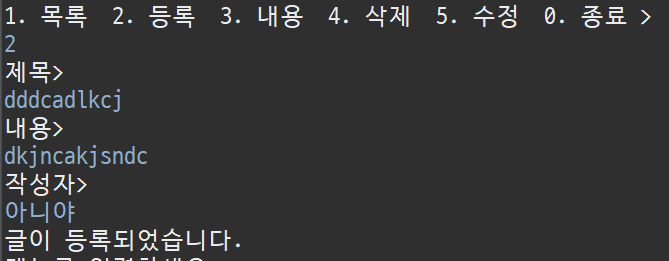 1. 목록  2. 등록  3. 내용  4. 삭제  5. 수정  0. 종료 >
2
제목>
dddcadlkcj
내용>
dkjncakjsndc
작성자>
아니야
글이 등록되었습니다.